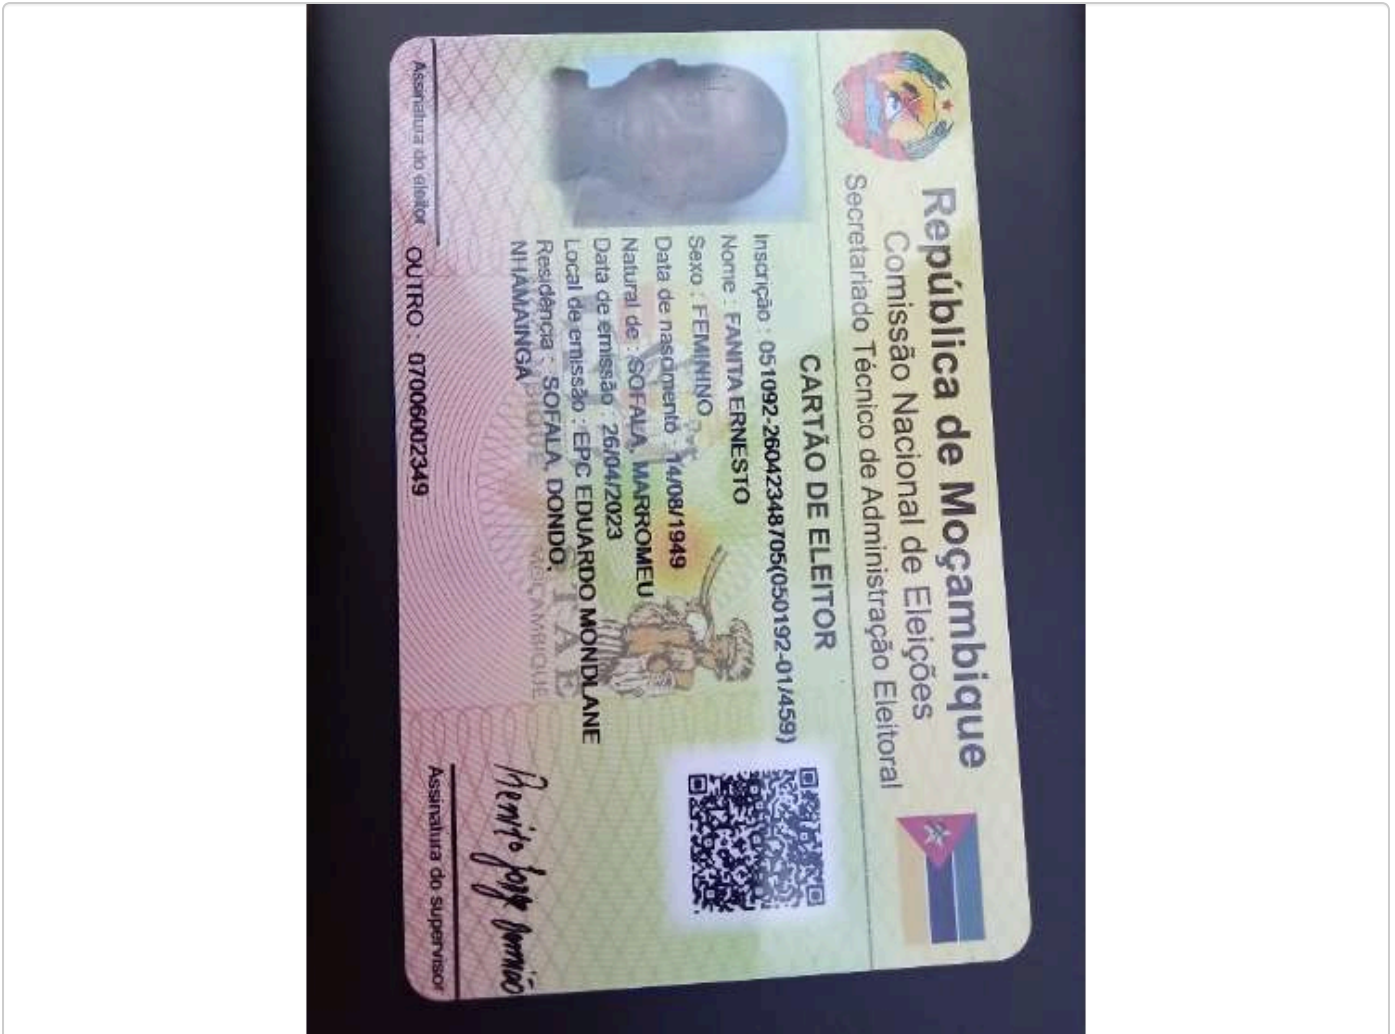 República de Moçambique
Comissão Nacional de Eleições
Secretariado Técnico de Administração Eleitoral
CARTÃO DE ELEITOR
Inscrição : 051092-26042348705(050192-01/459)
Nome : FANITA ERNESTO
Sexo : FEMININO
Data de nascimento : 14/08/1949
Natural de : SOFALA, MARROMEU
Data de emissão : 26/04/2023
Local de emissão : EPC EDUARDO MONDLANE
Residência : SOFALA, DONDO,
NHAMAINGA
STAE
MOÇAMBIQUE
Assinatura do eleitor
OUTRO : 070060002349
Assinatura do supervisor